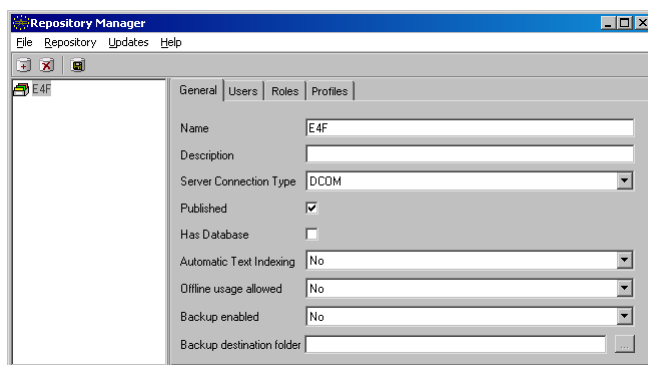 Repository Manager
File Repository Updates Help
E4F
General Users Roles Profiles
Name E4F
Description
Server Connection Type DCOM
Published
Has Database
Automatic Text Indexing No
Offline usage allowed No
Backup enabled No
Backup destination folder ...